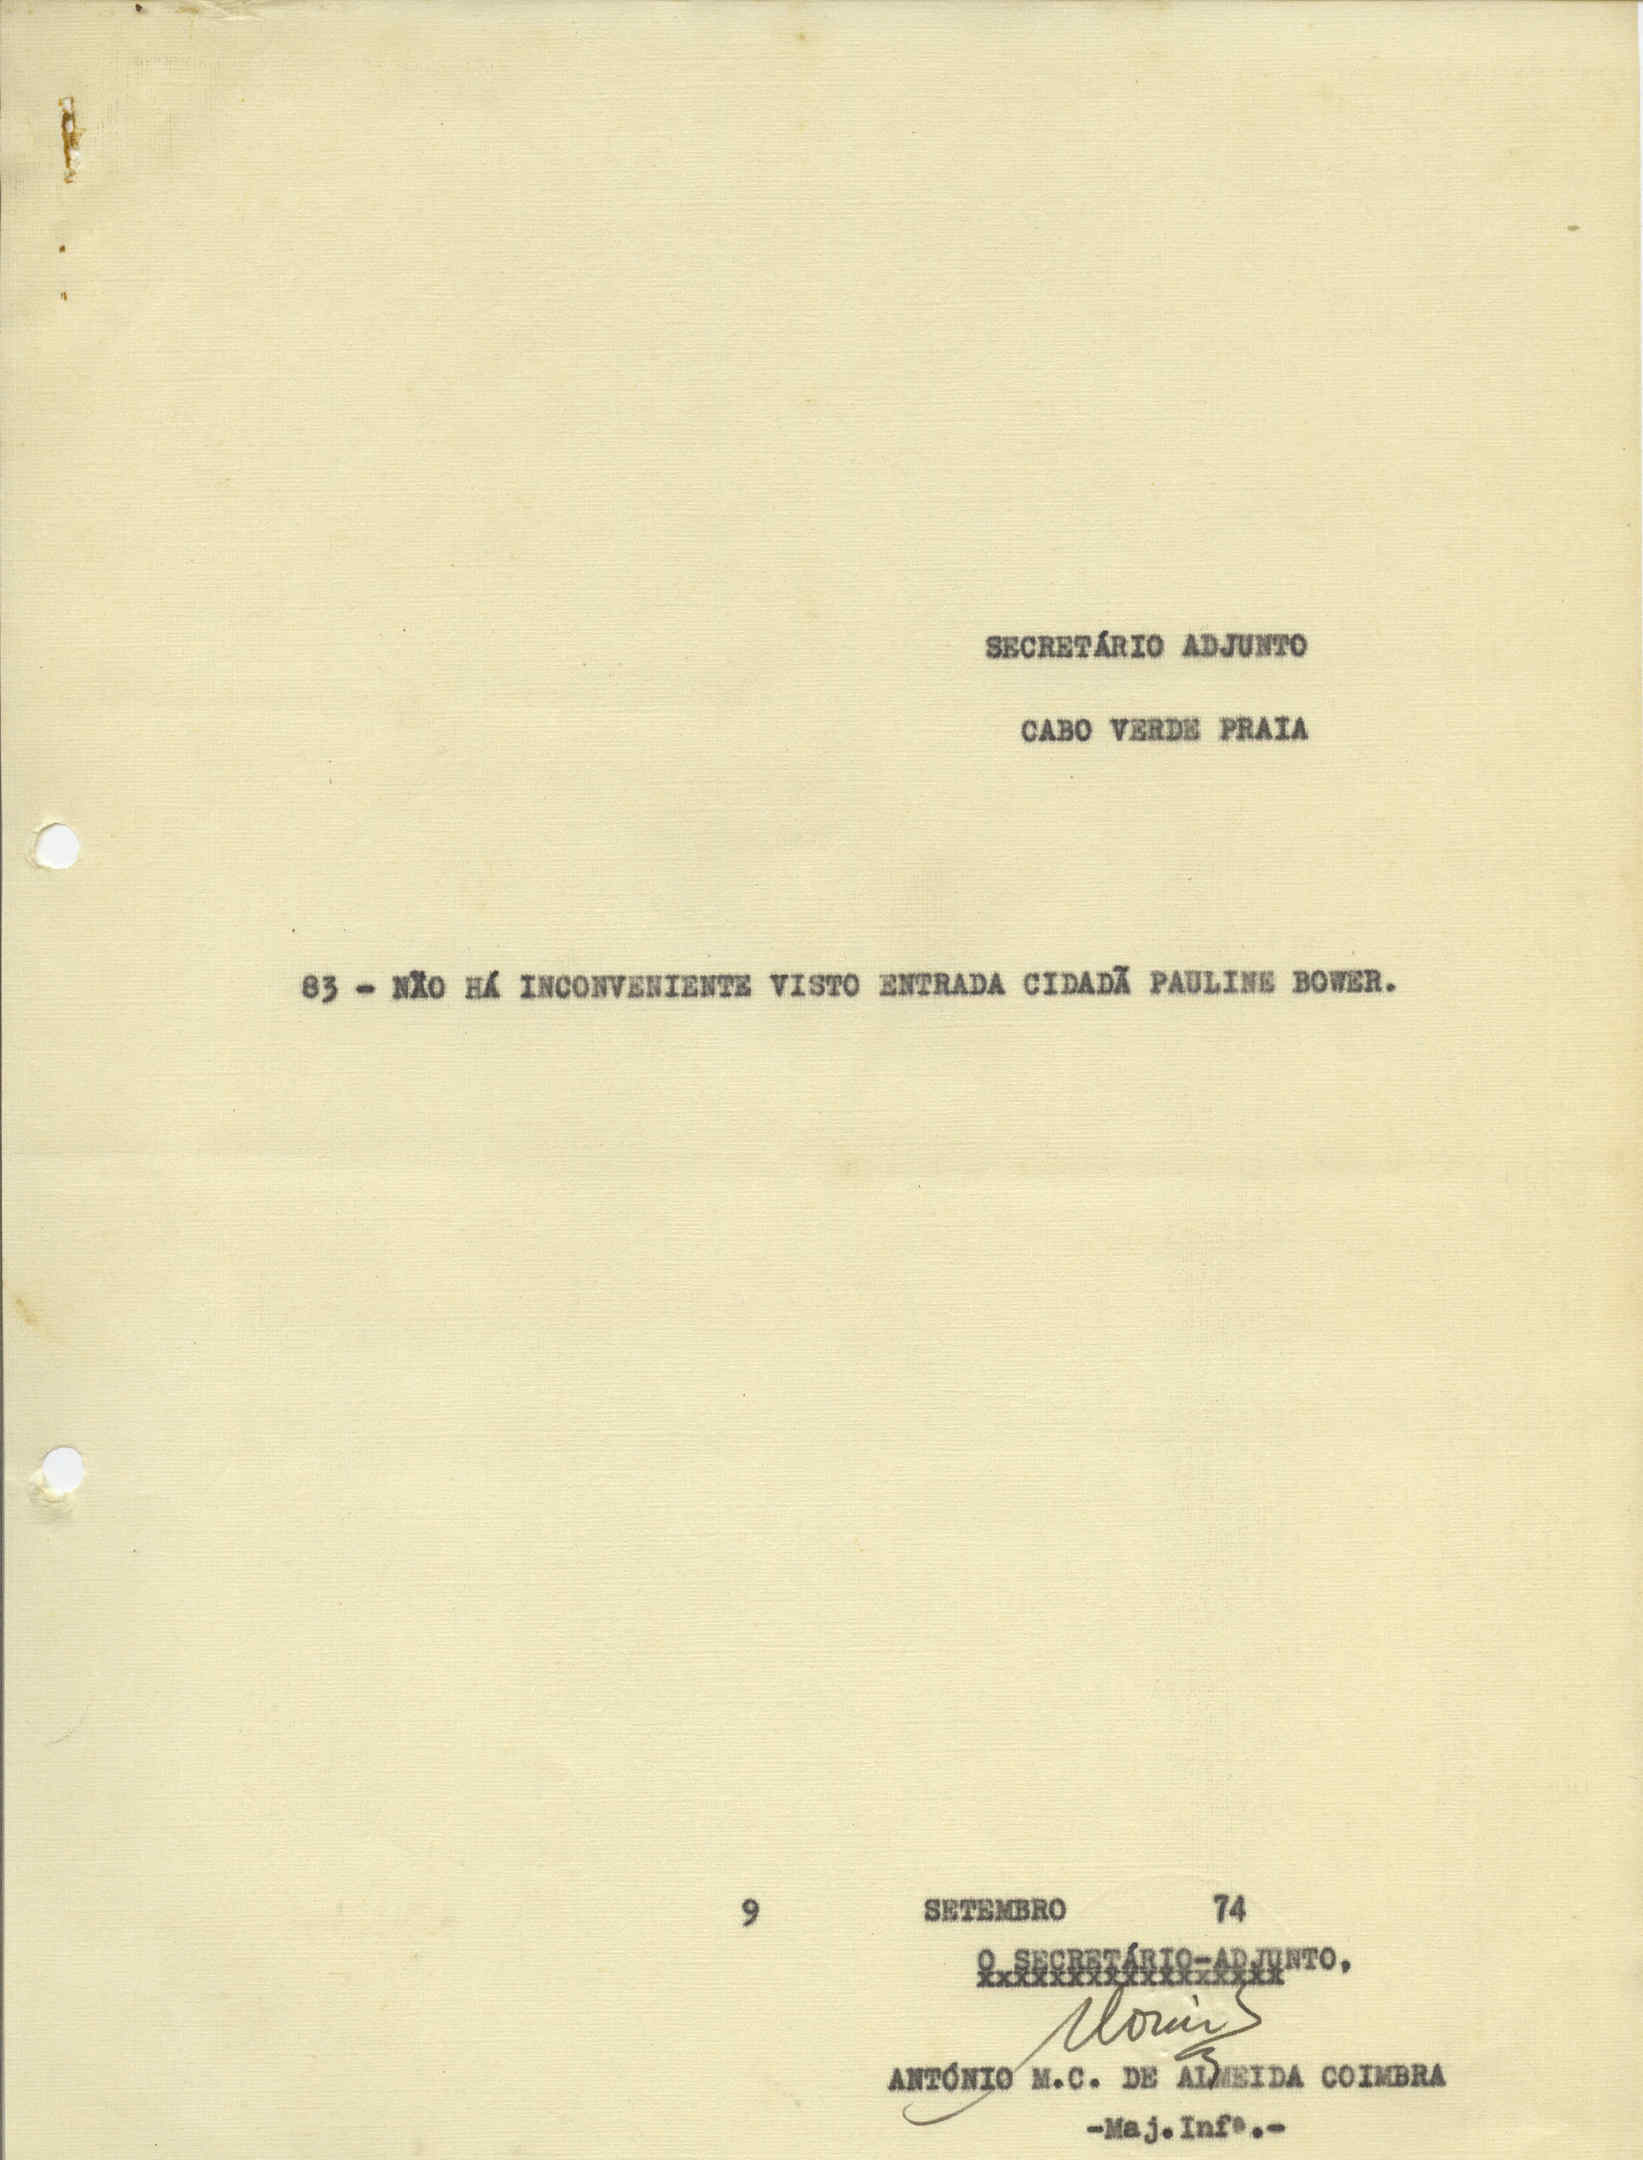 SECRETÁRIO ADJUNTO
CABO VERDE PRAIA
83 - NÃO HÁ INCONVENIENTE VISTO ENTRADA CIDADÃ PAULINE BOWER.
9 SETEMBRO 74
O SECRETÁRIO-ADJUNTO,
xxxxxxxxxxxxxxxxx
ANTÓNIO M.C. DE ALMEIDA COIMBRA
-Maj.Infª.-